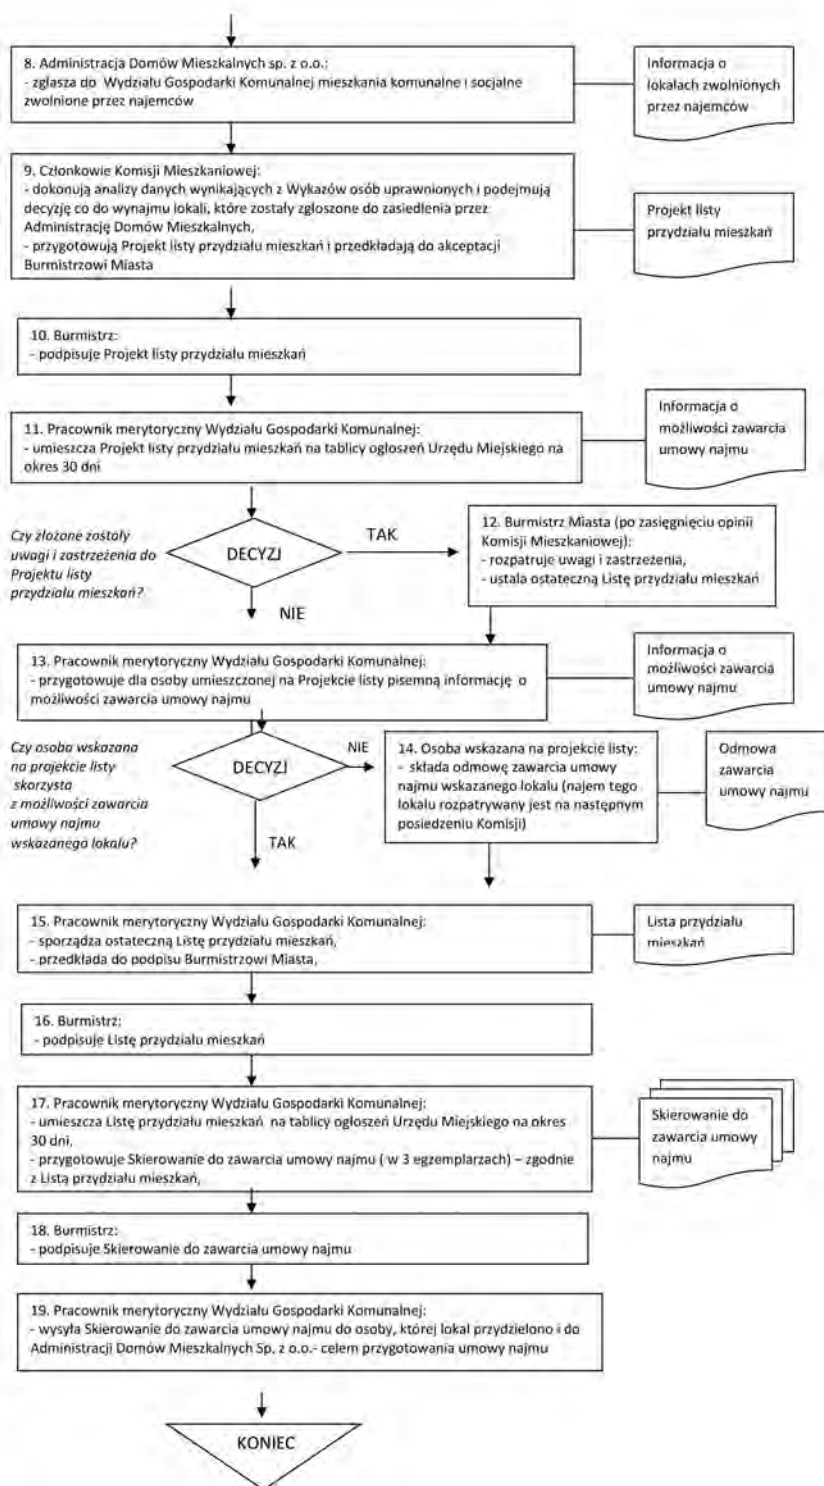 8. Administracja Domów Mieszkalnych sp. z o.o.:
- zgłasza do Wydziału Gospodarki Komunalnej mieszkania komunalne i socjalne
zwolnione przez najemców
Informacja o
lokalach zwolnionych
przez najemców
9. Członkowie Komisji Mieszkaniowej:
- dokonują analizy danych wynikających z Wykazów osób uprawnionych i podejmują
decyzję co do wynajmu lokali, które zostały zgłoszone do zasiedlenia przez
Administrację Domów Mieszkalnych,
- przygotowują Projekt listy przydziału mieszkań i przedkładają do akceptacji
Burmistrzowi Miasta
Projekt listy
przydziału mieszkań
10. Burmistrz:
- podpisuje Projekt listy przydziału mieszkań
11. Pracownik merytoryczny Wydziału Gospodarki Komunalnej:
- umieszcza Projekt listy przydziału mieszkań na tablicy ogłoszeń Urzędu Miejskiego na
okres 30 dni
Informacja o
możliwości zawarcia
umowy najmu
Czy złożone zostały
uwagi i zastrzeżenia do
Projektu listy
przydziału mieszkań?
DECYZJ
TAK
NIE
12. Burmistrz Miasta (po zasięgnięciu opinii
Komisji Mieszkaniowej):
- rozpatruje uwagi i zastrzeżenia,
- ustala ostateczną Listę przydziału mieszkań
13. Pracownik merytoryczny Wydziału Gospodarki Komunalnej:
- przygotowuje dla osoby umieszczonej na Projekcie listy pisemną informację o
możliwości zawarcia umowy najmu
Informacja o
możliwości zawarcia
umowy najmu
Czy osoba wskazana
na projekcie listy
skorzysta
z możliwości zawarcia
umowy najmu
wskazanego lokalu?
DECYZJ
NIE
TAK
14. Osoba wskazana na projekcie listy:
- składa odmowę zawarcia umowy
najmu wskazanego lokalu (najem tego
lokalu rozpatrywany jest na następnym
posiedzeniu Komisji)
Odmowa
zawarcia
umowy najmu
15. Pracownik merytoryczny Wydziału Gospodarki Komunalnej:
- sporządza ostateczną Listę przydziału mieszkań,
- przedkłada do podpisu Burmistrzowi Miasta,
Lista przydziału
mieszkań
16. Burmistrz:
- podpisuje Listę przydziału mieszkań
17. Pracownik merytoryczny Wydziału Gospodarki Komunalnej:
- umieszcza Listę przydziału mieszkań na tablicy ogłoszeń Urzędu Miejskiego na okres
30 dni,
- przygotowuje Skierowanie do zawarcia umowy najmu ( w 3 egzemplarzach) – zgodnie
z Listą przydziału mieszkań,
Skierowanie do
zawarcia umowy
najmu
18. Burmistrz:
- podpisuje Skierowanie do zawarcia umowy najmu
19. Pracownik merytoryczny Wydziału Gospodarki Komunalnej:
- wysyła Skierowanie do zawarcia umowy najmu do osoby, której lokal przydzielono i do
Administracji Domów Mieszkalnych Sp. z o.o.- celem przygotowania umowy najmu
KONIEC